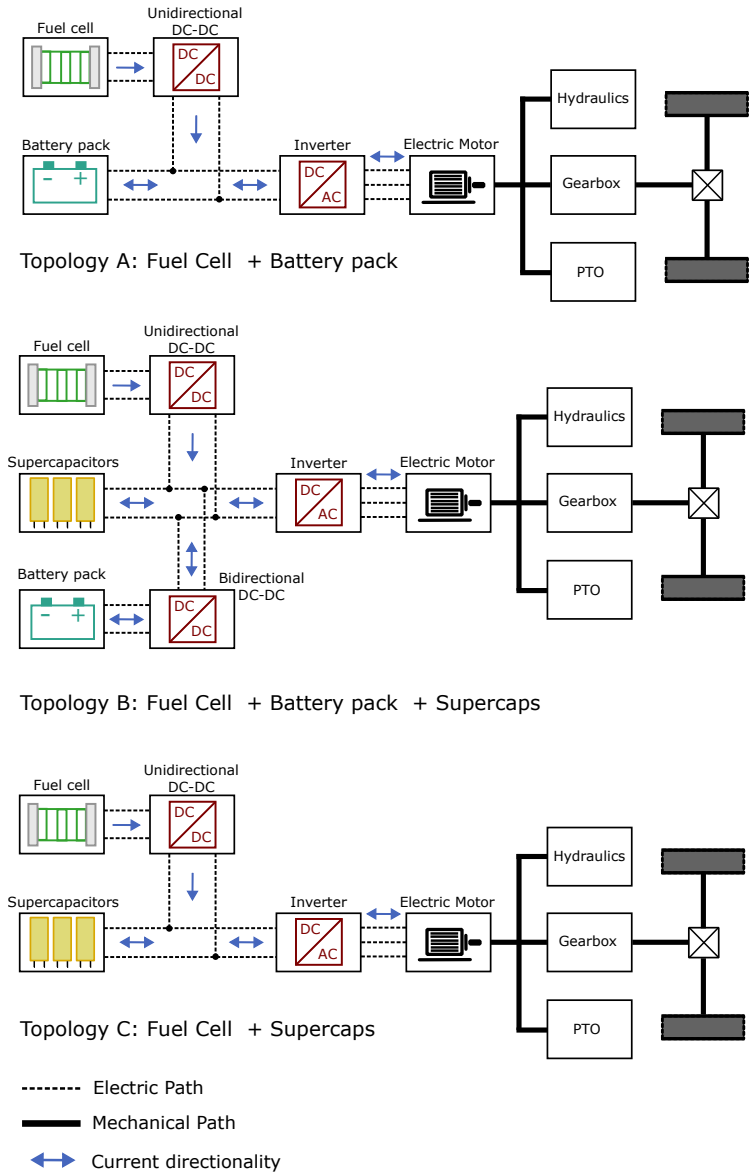 Unidirectional
DC-DC
Fuel cell
DC
DC
Battery pack
- +
Inverter
DC
AC
Electric Motor
Hydraulics
Gearbox
PTO
Topology A: Fuel Cell + Battery pack
Unidirectional
DC-DC
Fuel cell
DC
DC
Supercapacitors
Inverter
DC
AC
Electric Motor
Hydraulics
Gearbox
PTO
Battery pack
- +
DC
DC
Bidirectional
DC-DC
Topology B: Fuel Cell + Battery pack + Supercaps
Unidirectional
DC-DC
Fuel cell
DC
DC
Supercapacitors
Inverter
DC
AC
Electric Motor
Hydraulics
Gearbox
PTO
Topology C: Fuel Cell + Supercaps
Electric Path
Mechanical Path
Current directionality